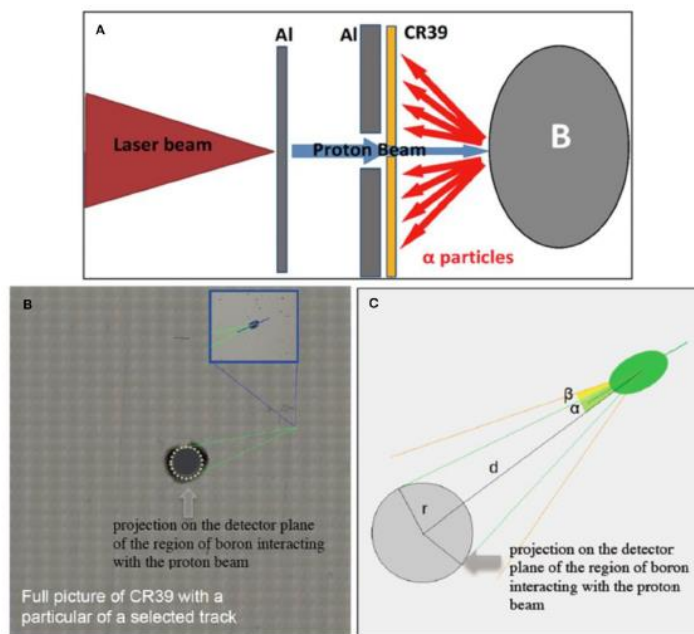 A
Al
Al
CR39
Laser beam
Proton Beam
B
α particles
B
projection on the detector plane
of the region of boron interacting
with the proton beam
Full picture of CR39 with a
particular of a selected track
C
β
α
d
r
projection on the detector
plane of the region of boron
interacting with the proton
beam